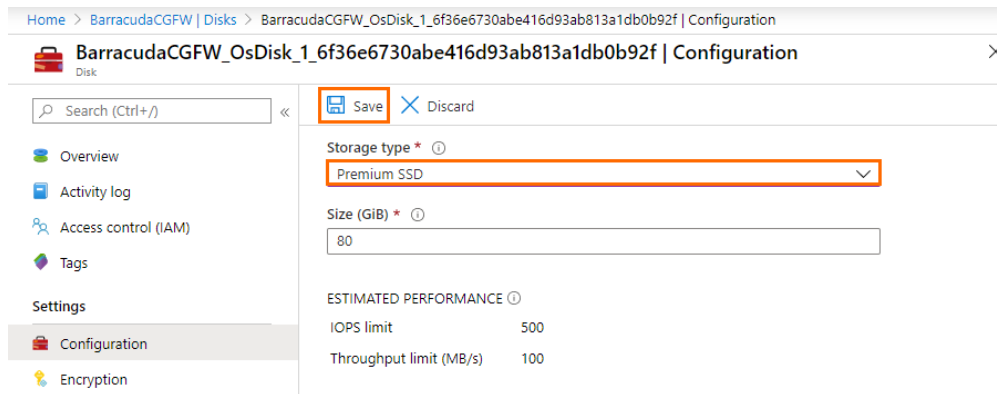 Home > BarracudaCGFW | Disks > BarracudaCGFW_OsDisk_1_6f36e6730abe416d93ab813a1db0b92f | Configuration
BarracudaCGFW_OsDisk_1_6f36e6730abe416d93ab813a1db0b92f | Configuration
Disk
Search (Ctrl+/)
«
Save
Discard
Overview
Activity log
Access control (IAM)
Tags
Settings
Configuration
Encryption
Storage type *
Premium SSD
Size (GiB) *
80
ESTIMATED PERFORMANCE
IOPS limit 500
Throughput limit (MB/s) 100